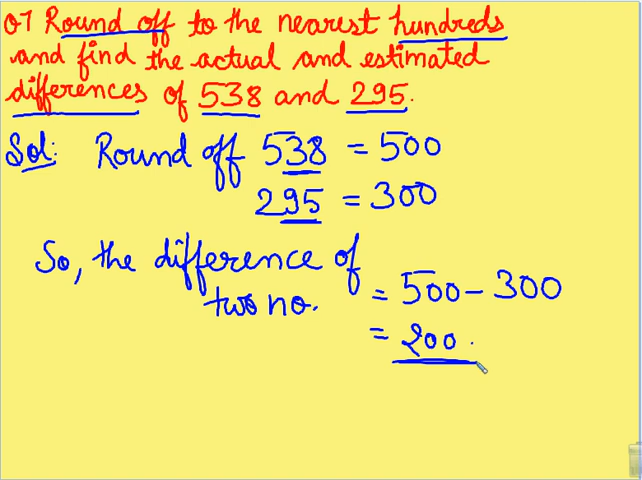 Q7 Round off to the nearest hundreds
and find the actual and estimated
differences of 538 and 295.
Sol: Round off 538 = 500
295 = 300
So, the difference of
two no. = 500 - 300
= 200.